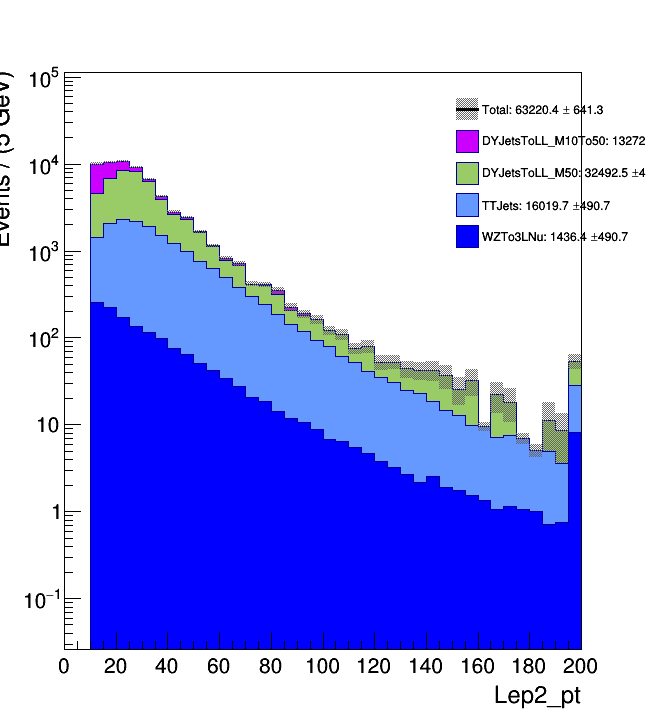 Events / (5 GeV)
10^5
10^4
10^3
10^2
10
1
10^−1
Total: 63220.4 ± 641.3
DYJetsToLL_M10To50: 13272
DYJetsToLL_M50: 32492.5 ±4
TTJets: 16019.7 ±490.7
WZTo3LNu: 1436.4 ±490.7
0 20 40 60 80 100 120 140 160 180 200
Lep2_pt